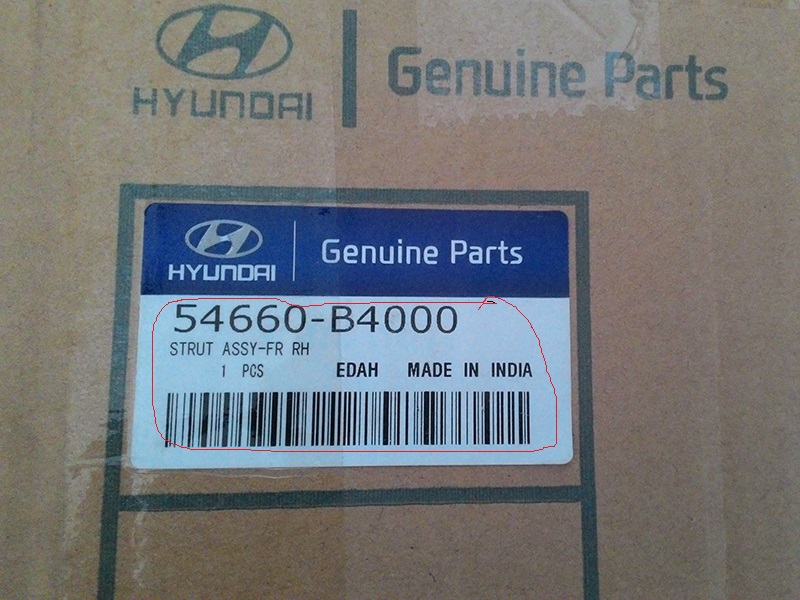 HYUNDAI
Genuine Parts
HYUNDAI
Genuine Parts
54660-B4000
STRUT ASSY-FR RH
1 PCS EDAH MADE IN INDIA